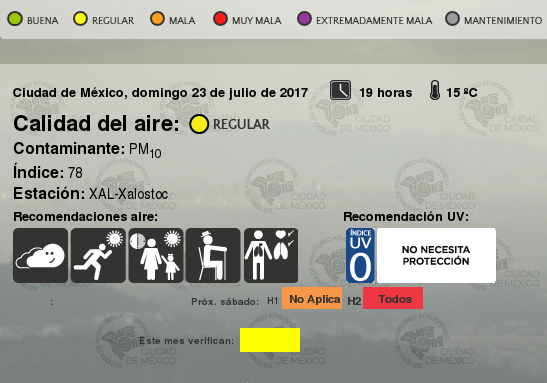 BUENA REGULAR MALA MUY MALA EXTREMADAMENTE MALA MANTENIMIENTO
Ciudad de México, domingo 23 de julio de 2017 19 horas 15 ºC
Calidad del aire: REGULAR
Contaminante: PM10
Índice: 78
Estación: XAL-Xalostoc
Recomendaciones aire: Recomendación UV:
ÍNDICE
UV
0
NO NECESITA
PROTECCIÓN
: Próx. sábado: H1 No Aplica H2 Todos
Este mes verifican:
CIUDAD
DE MÉXICO